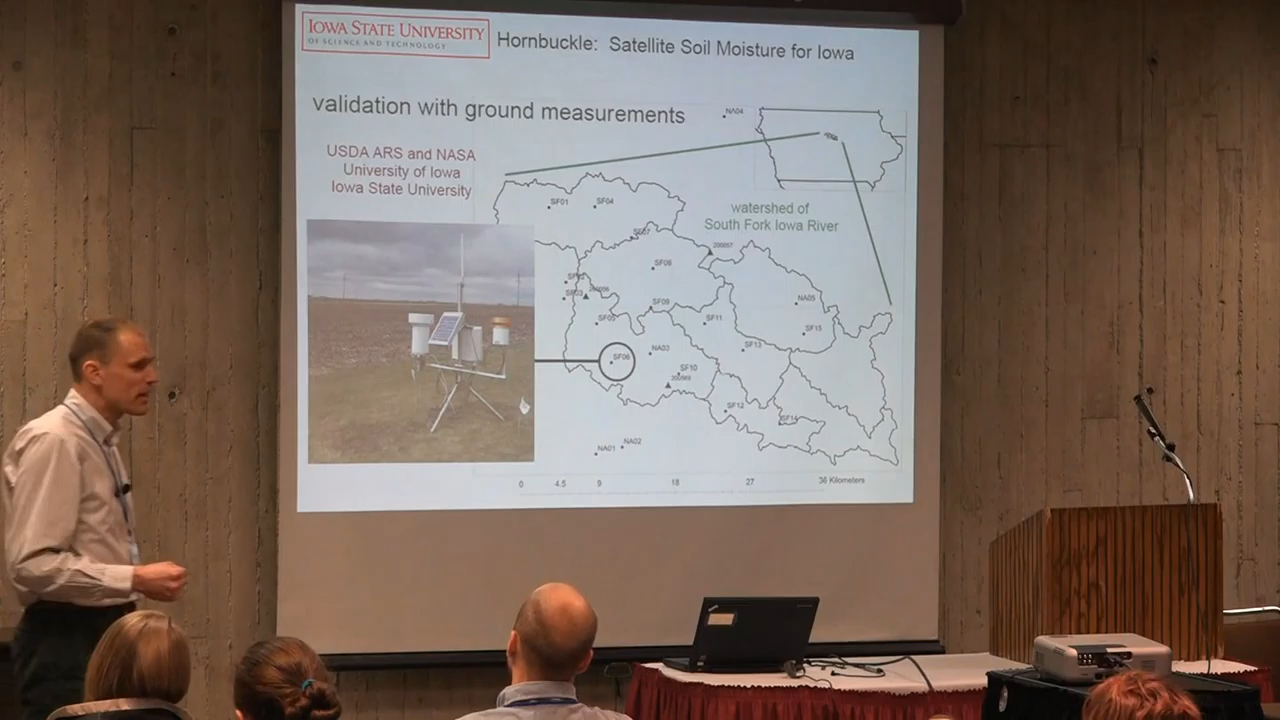 IOWA STATE UNIVERSITY
OF SCIENCE AND TECHNOLOGY
Hornbuckle: Satellite Soil Moisture for Iowa
validation with ground measurements
NA04
USDA ARS and NASA
University of Iowa
Iowa State University
watershed of
South Fork Iowa River
SF01
SF04
SF07
SF08
SF03
SF05
SF09
SF11
NA05
SF15
SF06
NA03
SF13
SF10
SF12
SF14
NA01
NA02
0 4.5 9 18 27 36 Kilometers